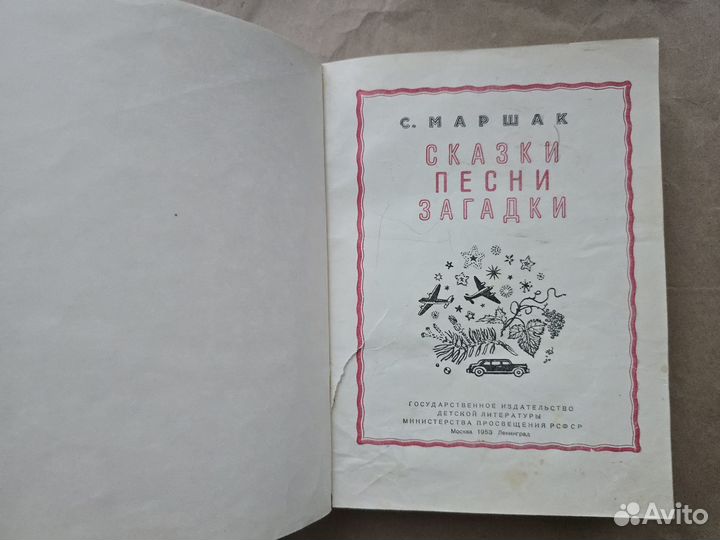 С. МАРШАК
СКАЗКИ
ПЕСНИ
ЗАГАДКИ
ГОСУДАРСТВЕННОЕ ИЗДАТЕЛЬСТВО
ДЕТСКОЙ ЛИТЕРАТУРЫ
МИНИСТЕРСТВА ПРОСВЕЩЕНИЯ РСФСР
Москва 1953 Ленинград
Avito